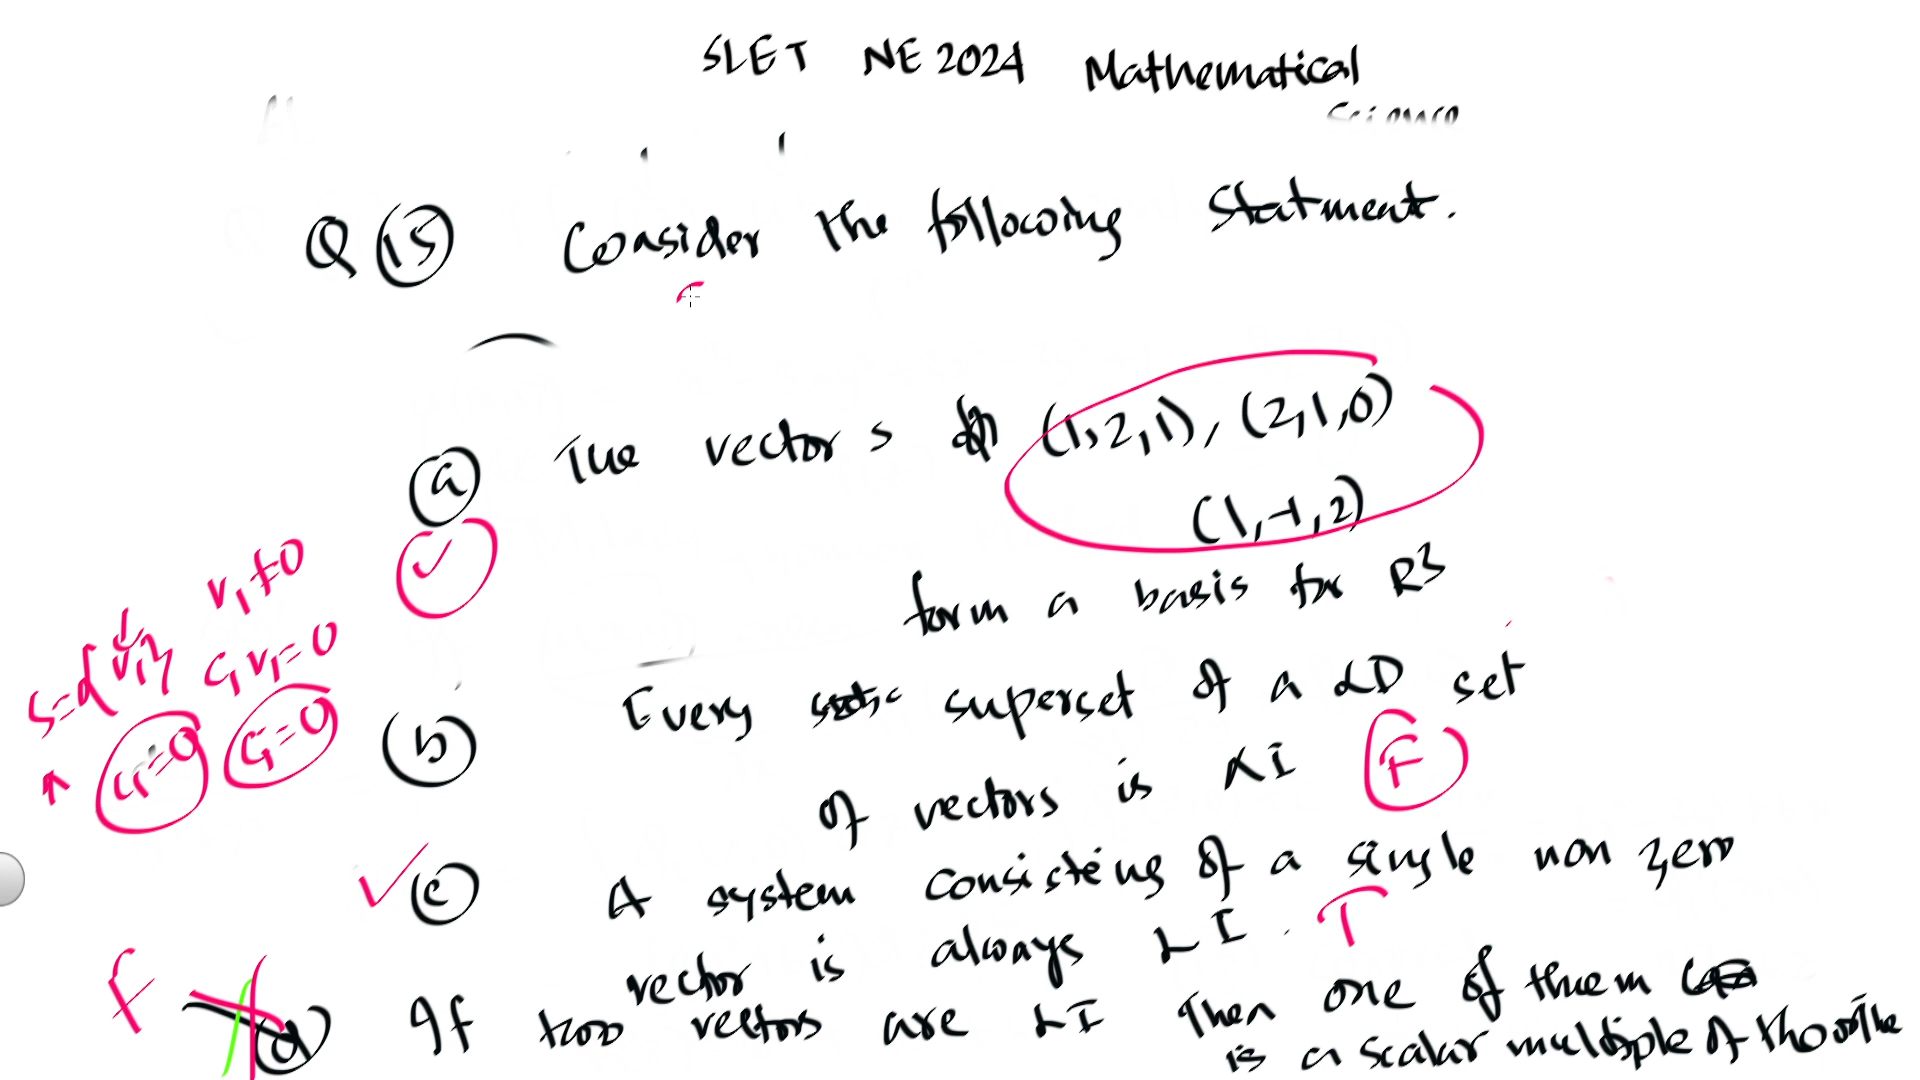 SLET NE 2024 Mathematical
Science
Q 15 Consider the following Statment.
(a) The vectors (1,2,1), (2,1,0)
(1,-1,2)
form a basis for R3
v1≠0
S={v1} C1v1=0
C1=0 C1=0
(b) Every superset of a LD set
of vectors is LI F
(c) A system consisteing of a single non zero
vector is always LI. T
F (d) If two vectors are LI Then one of them
is a scalar multiple of